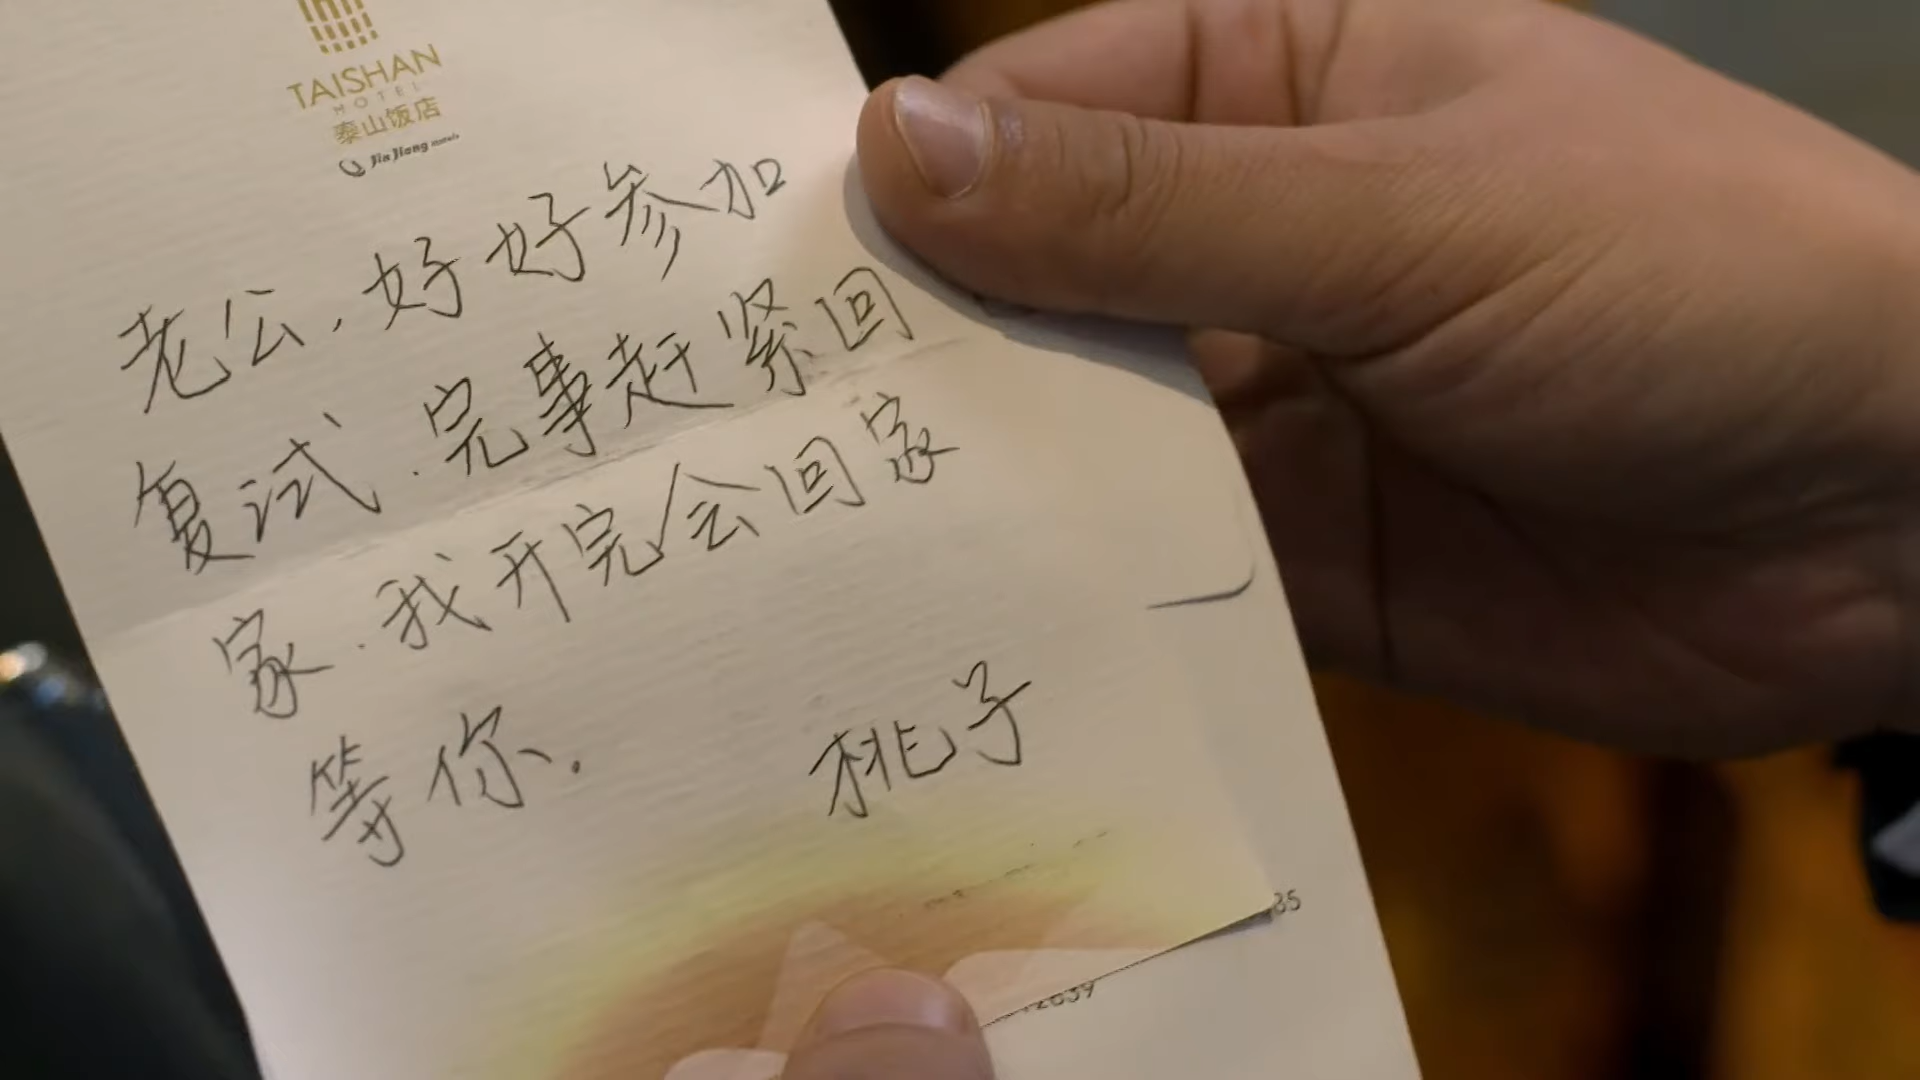 TAISHAN
HOTEL
泰山饭店
Jin Jiang
老公,好好参加
复试.完事赶紧回
家.我开完会回家
等你.
桃子